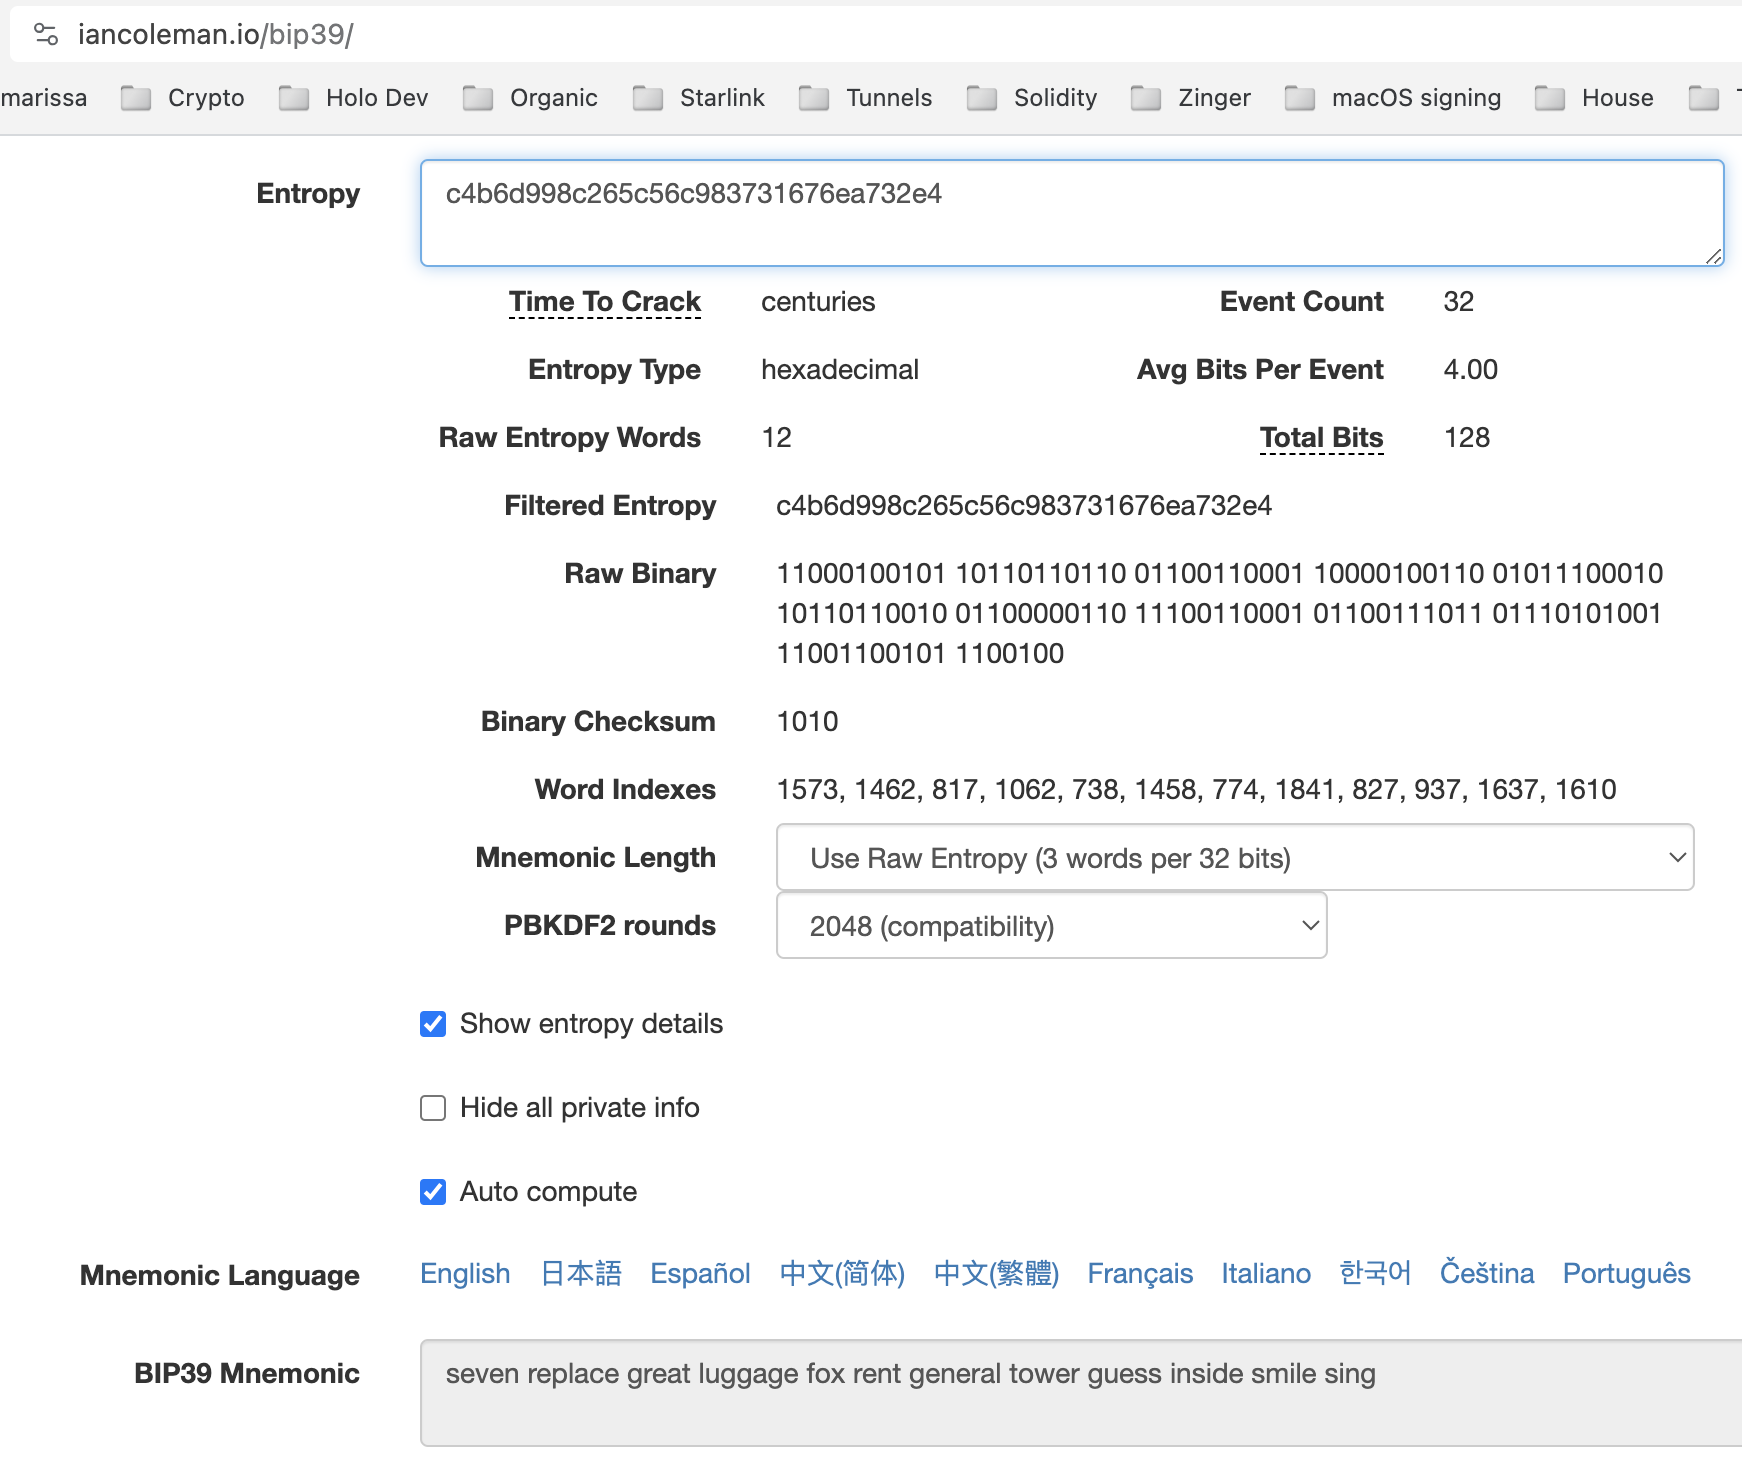 iancoleman.io/bip39/
marissa Crypto Holo Dev Organic Starlink Tunnels Solidity Zinger macOS signing House
Entropy c4b6d998c265c56c983731676ea732e4
Time To Crack centuries Event Count 32
Entropy Type hexadecimal Avg Bits Per Event 4.00
Raw Entropy Words 12 Total Bits 128
Filtered Entropy c4b6d998c265c56c983731676ea732e4
Raw Binary 11000100101 10110110110 01100110001 10000100110 01011100010
10110110010 01100000110 11100110001 01100111011 01110101001
11001100101 1100100
Binary Checksum 1010
Word Indexes 1573, 1462, 817, 1062, 738, 1458, 774, 1841, 827, 937, 1637, 1610
Mnemonic Length Use Raw Entropy (3 words per 32 bits)
PBKDF2 rounds 2048 (compatibility)
Show entropy details
Hide all private info
Auto compute
Mnemonic Language English 日本語 Español 中文(简体) 中文(繁體) Français Italiano 한국어 Čeština Português
BIP39 Mnemonic seven replace great luggage fox rent general tower guess inside smile sing